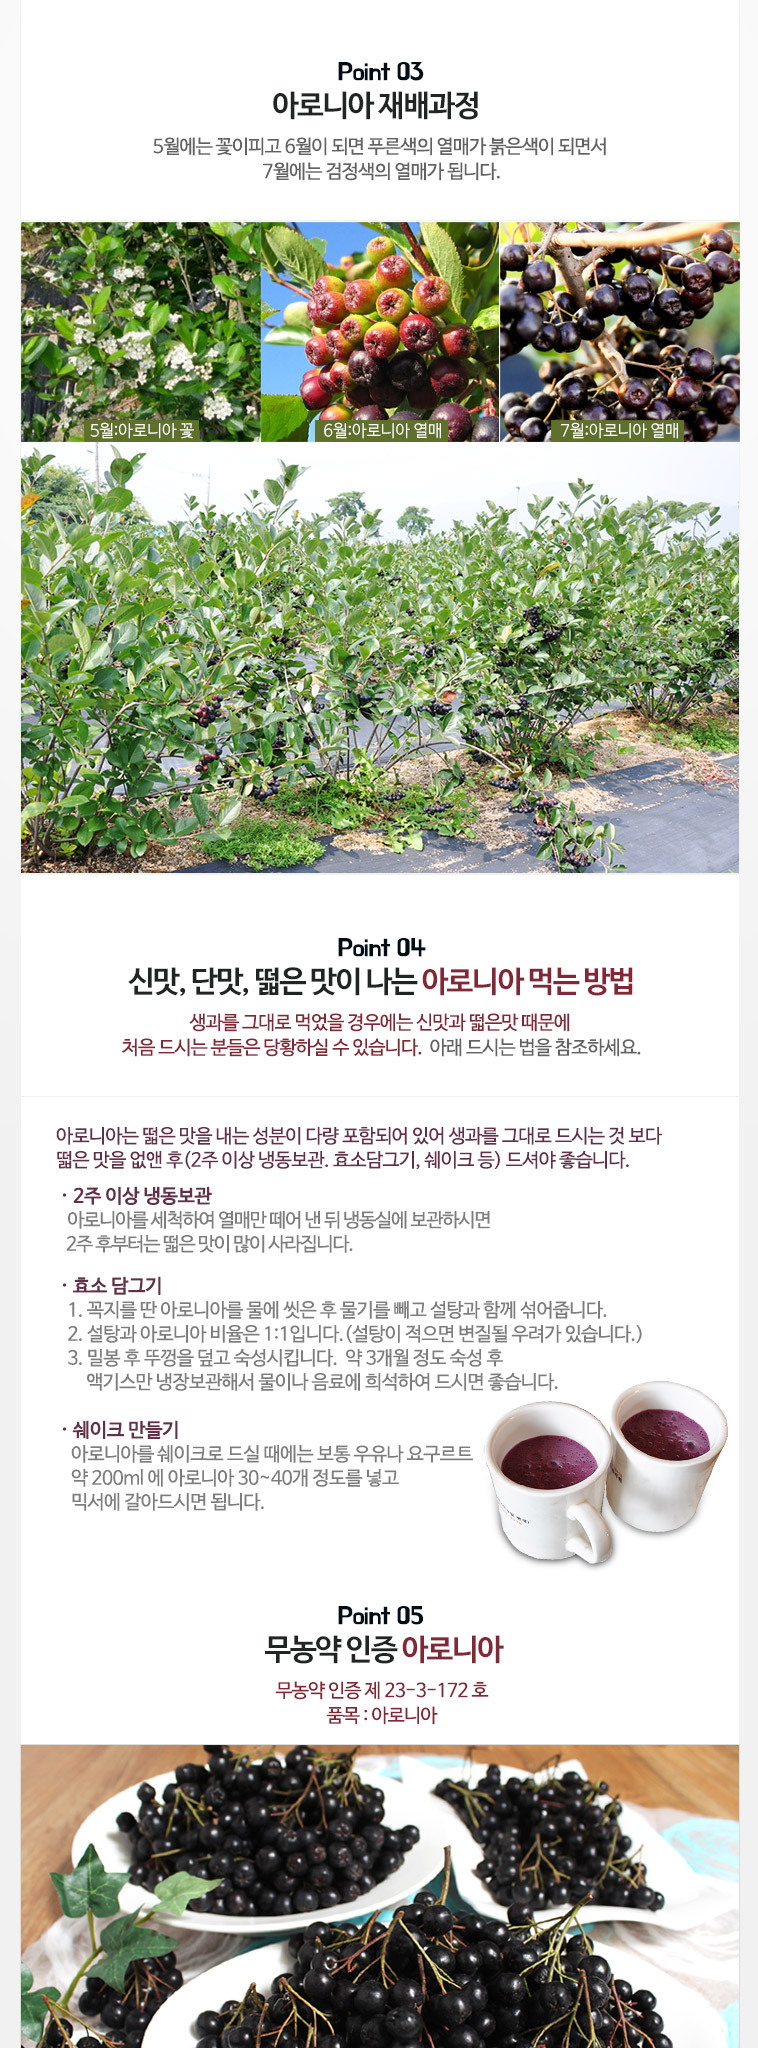 Point 03
아로니아 재배과정
5월에는 꽃이피고 6월이 되면 푸른색의 열매가 붉은색이 되면서
7월에는 검정색의 열매가 됩니다.
5월:아로니아 꽃
6월:아로니아 열매
7월:아로니아 열매
Point 04
신맛, 단맛, 떫은 맛이 나는 아로니아 먹는 방법
생과를 그대로 먹었을 경우에는 신맛과 떫은맛 때문에
처음 드시는 분들은 당황하실 수 있습니다. 아래 드시는 법을 참조하세요.
아로니아는 떫은 맛을 내는 성분이 다량 포함되어 있어 생과를 그대로 드시는 것 보다
떫은 맛을 없앤 후(2주 이상 냉동보관. 효소담그기, 쉐이크 등) 드셔야 좋습니다.
· 2주 이상 냉동보관
아로니아를 세척하여 열매만 떼어 낸 뒤 냉동실에 보관하시면
2주 후부터는 떫은 맛이 많이 사라집니다.
· 효소 담그기
1. 꼭지를 딴 아로니아를 물에 씻은 후 물기를 빼고 설탕과 함께 섞어줍니다.
2. 설탕과 아로니아 비율은 1:1입니다.(설탕이 적으면 변질될 우려가 있습니다.)
3. 밀봉 후 뚜껑을 덮고 숙성시킵니다. 약 3개월 정도 숙성 후
액기스만 냉장보관해서 물이나 음료에 희석하여 드시면 좋습니다.
· 쉐이크 만들기
아로니아를 쉐이크로 드실 때에는 보통 우유나 요구르트
약 200ml 에 아로니아 30~40개 정도를 넣고
믹서에 갈아드시면 됩니다.
Point 05
무농약 인증 아로니아
무농약 인증 제 23-3-172 호
품목 : 아로니아